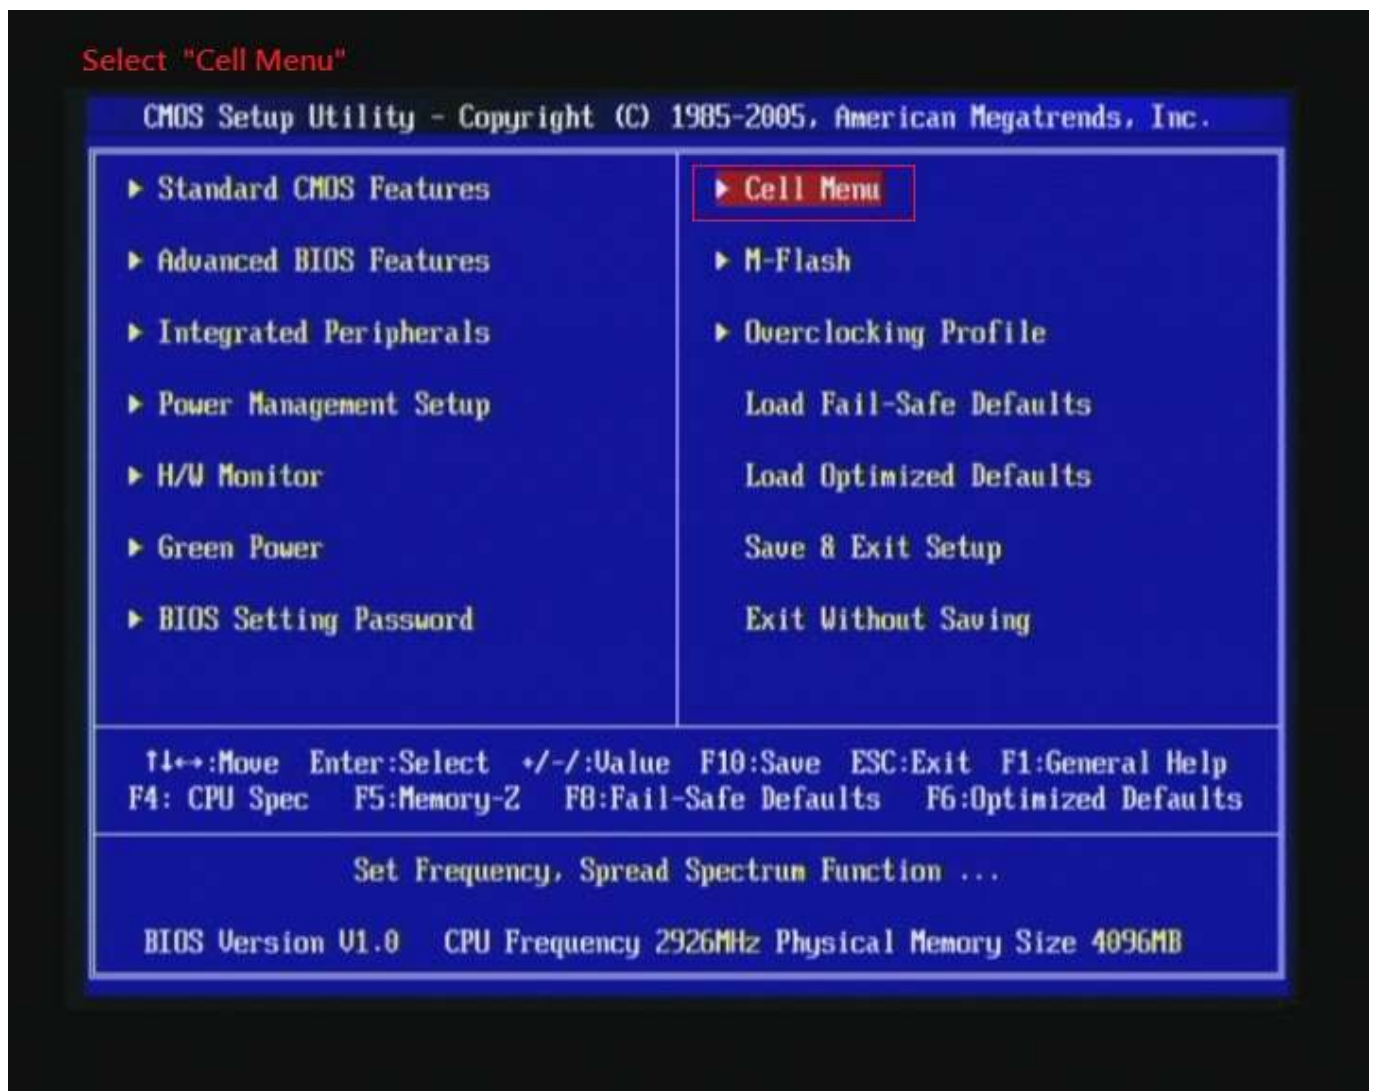 Select "Cell Menu"
CMOS Setup Utility - Copyright (C) 1985-2005, American Megatrends, Inc.
Standard CMOS Features
Advanced BIOS Features
Integrated Peripherals
Power Management Setup
H/W Monitor
Green Power
BIOS Setting Password
Cell Menu
M-Flash
Overclocking Profile
Load Fail-Safe Defaults
Load Optimized Defaults
Save & Exit Setup
Exit Without Saving
↑↓←→:Move Enter:Select +/-/:Value F10:Save ESC:Exit F1:General Help
F4: CPU Spec F5:Memory-Z F8:Fail-Safe Defaults F6:Optimized Defaults
Set Frequency, Spread Spectrum Function ...
BIOS Version V1.0 CPU Frequency 2926MHz Physical Memory Size 4096MB